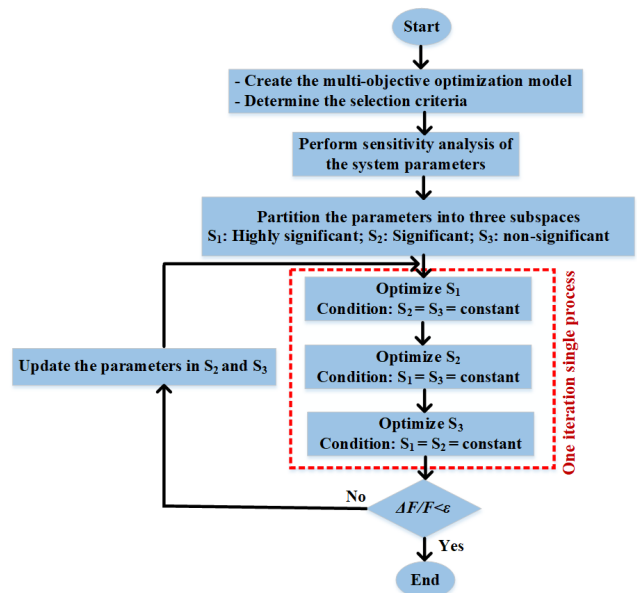 Start
- Create the multi-objective optimization model
- Determine the selection criteria
Perform sensitivity analysis of
the system parameters
Partition the parameters into three subspaces
S₁: Highly significant; S₂: Significant; S₃: non-significant
Optimize S₁
Condition: S₂ = S₃ = constant
Optimize S₂
Condition: S₁ = S₃ = constant
Optimize S₃
Condition: S₁ = S₂ = constant
One iteration single process
Update the parameters in S₂ and S₃
No
ΔF/F<ε
Yes
End